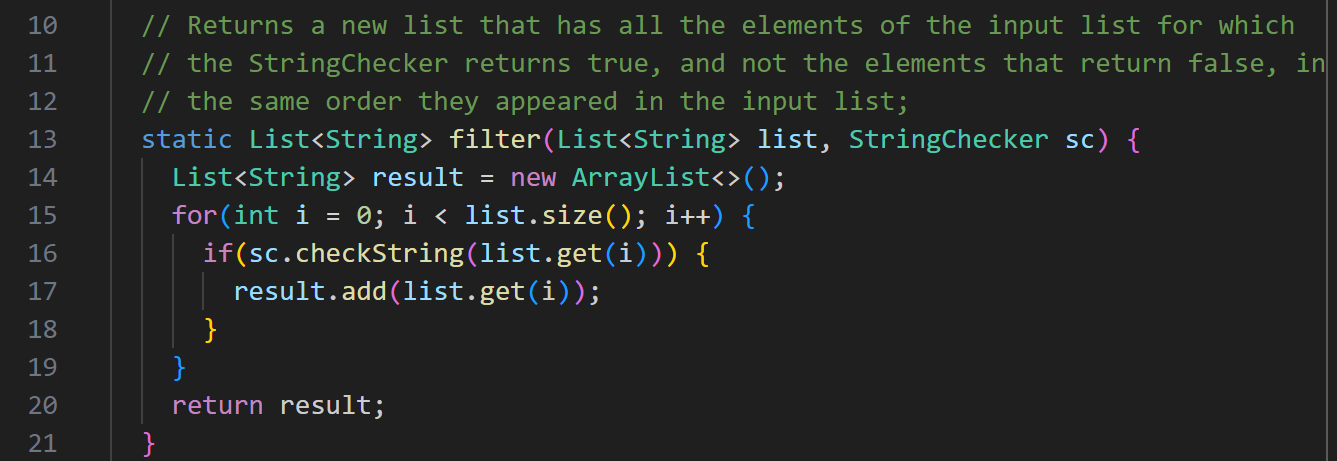 10 // Returns a new list that has all the elements of the input list for which
11 // the StringChecker returns true, and not the elements that return false, in
12 // the same order they appeared in the input list;
13 static List<String> filter(List<String> list, StringChecker sc) {
14   List<String> result = new ArrayList<>();
15   for(int i = 0; i < list.size(); i++) {
16     if(sc.checkString(list.get(i))) {
17       result.add(list.get(i));
18     }
19   }
20   return result;
21 }